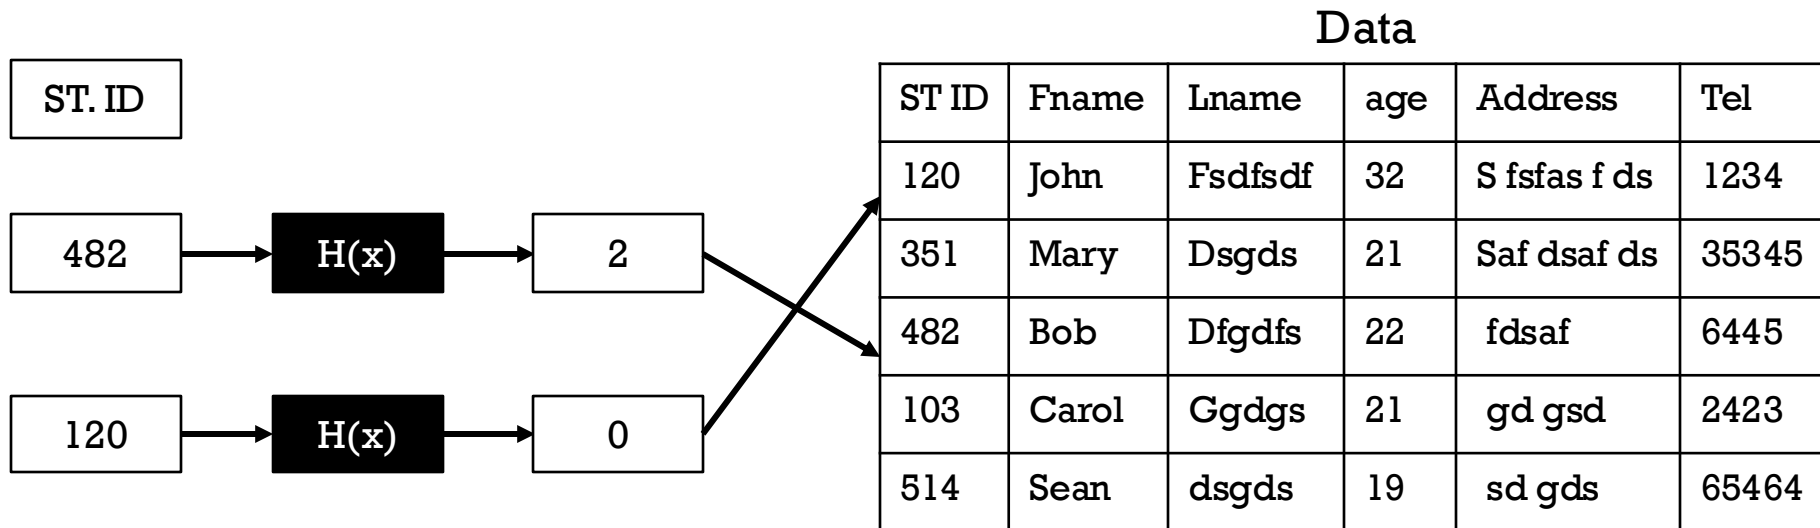 Data
ST. ID
ST ID Fname Lname age Address Tel
120 John Fsdfsdf 32 S fsfas f ds 1234
482 H(x) 2
351 Mary Dsgds 21 Saf dsaf ds 35345
482 Bob Dfgdfs 22 fdsaf 6445
120 H(x) 0
103 Carol Ggdgs 21 gd gsd 2423
514 Sean dsgds 19 sd gds 65464